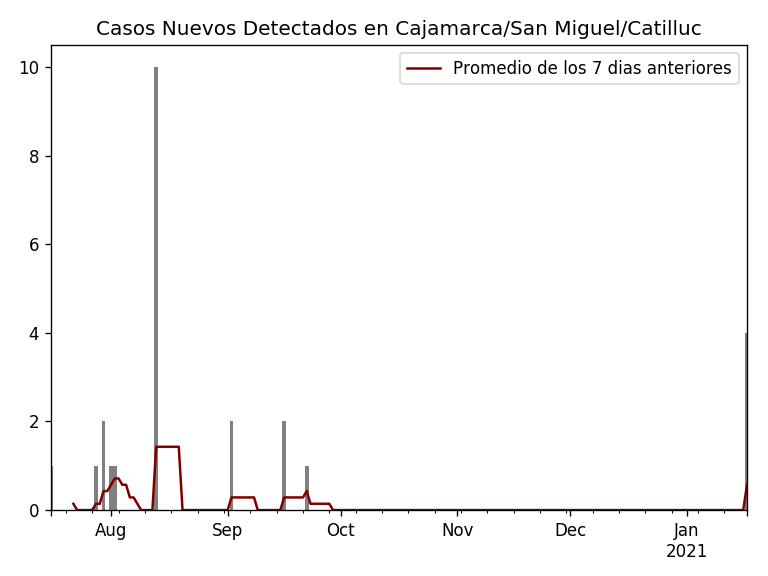 Casos Nuevos Detectados en Cajamarca/San Miguel/Catilluc
Promedio de los 7 dias anteriores
10
8
6
4
2
0
Aug Sep Oct Nov Dec Jan
2021